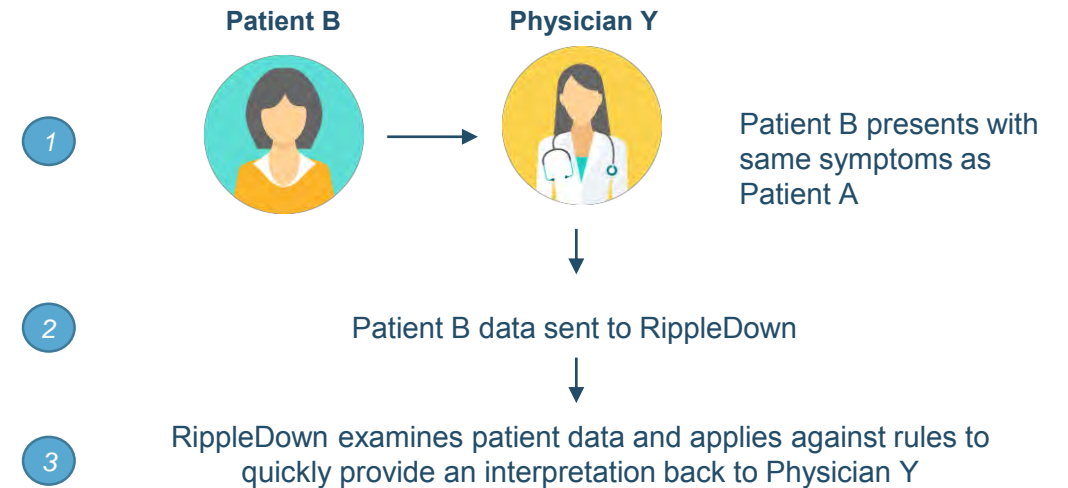 Patient B
Physician Y
1
Patient B presents with
same symptoms as
Patient A
2
Patient B data sent to RippleDown
3
RippleDown examines patient data and applies against rules to
quickly provide an interpretation back to Physician Y